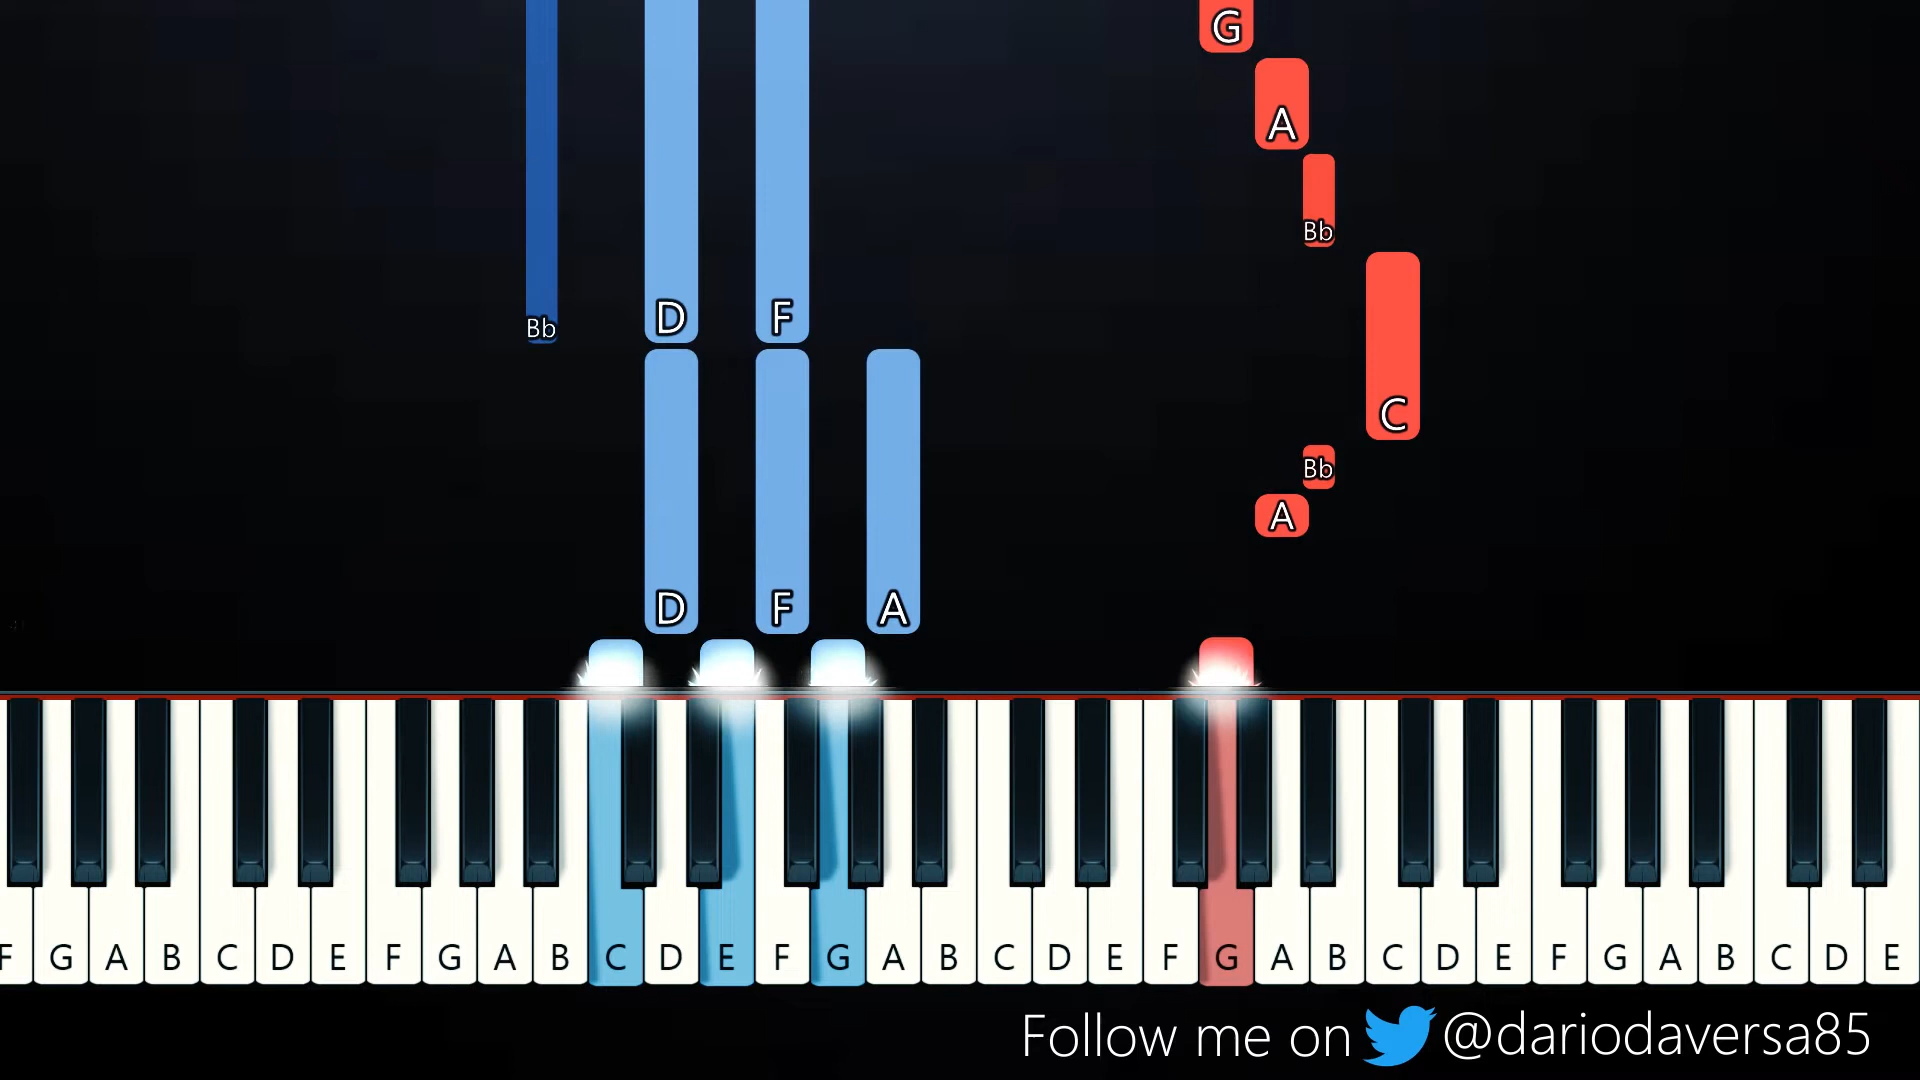 G
A
Bb
Bb D F
C
Bb
A
D F A
F G A B C D E F G A B C D E F G A B C D E F G A B C D E F G A B C D E
Follow me on @dariodaversa85